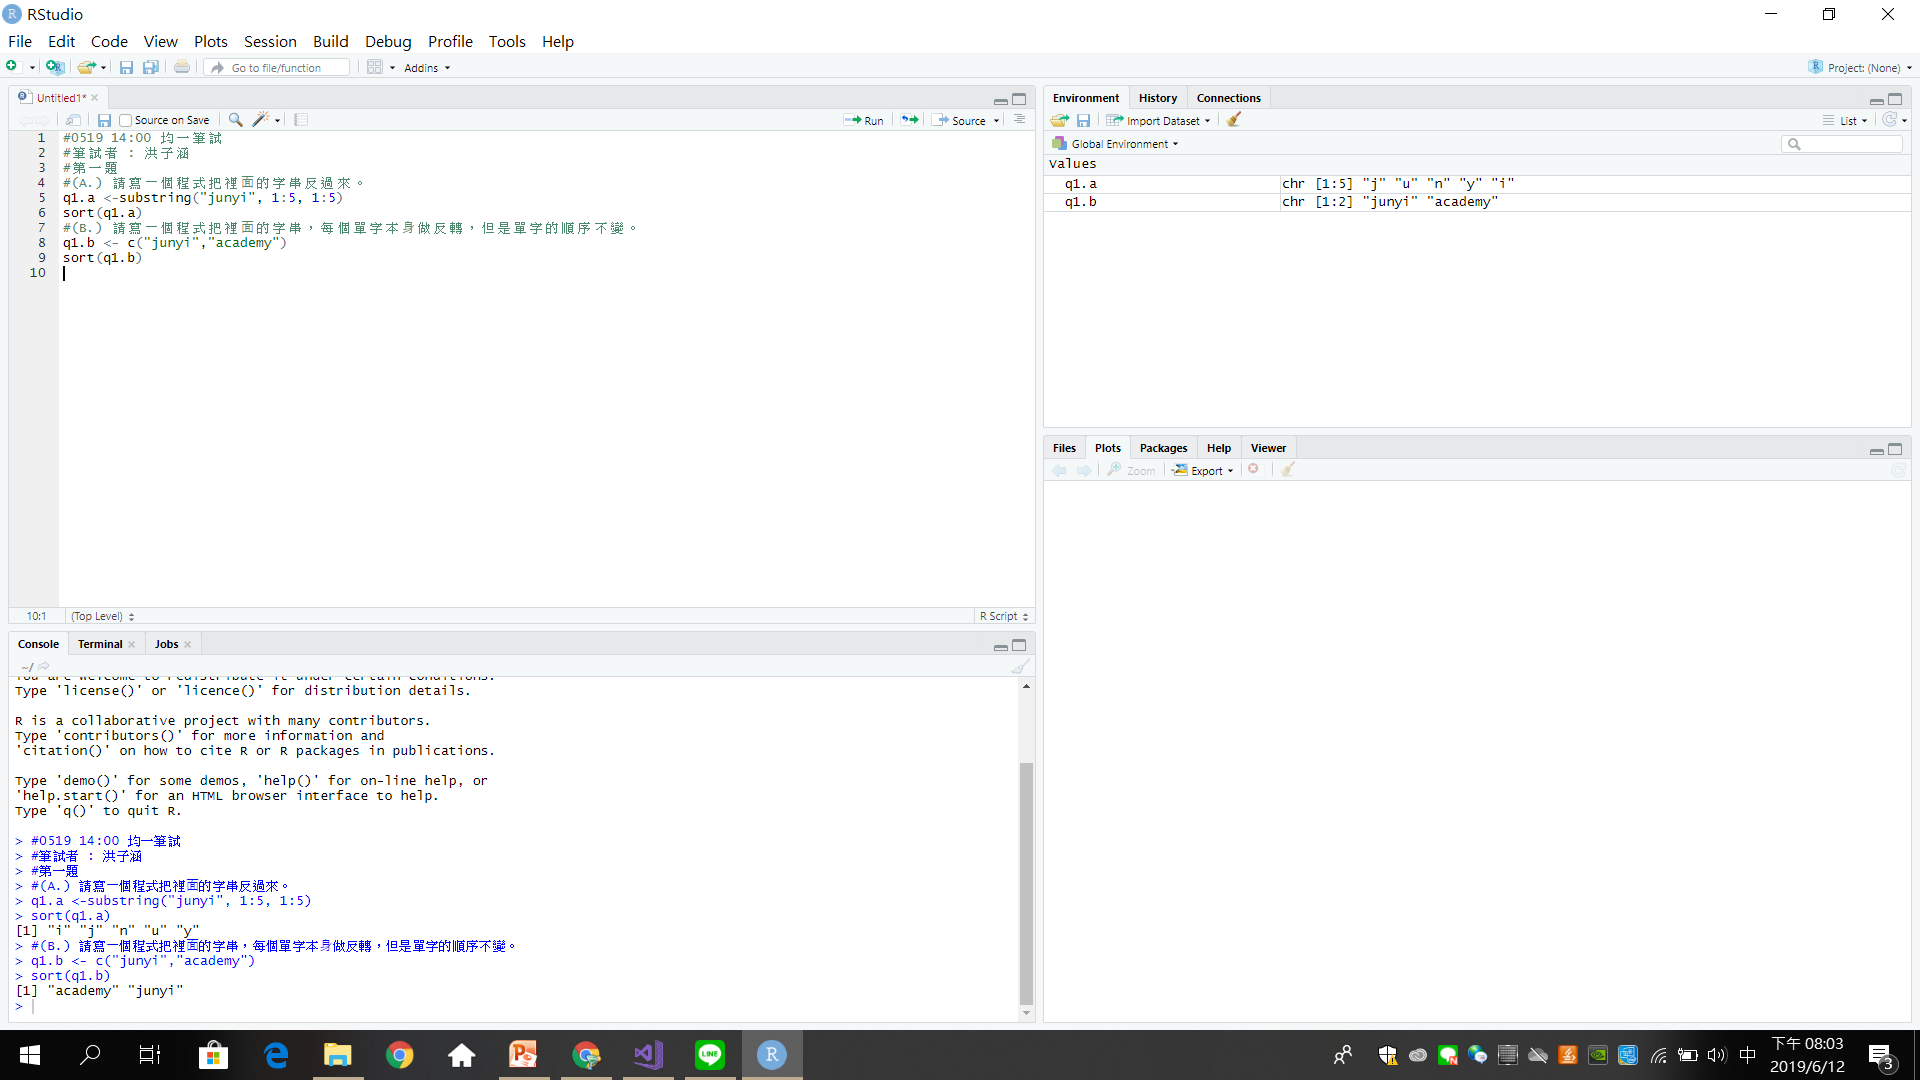 RStudio
File Edit Code View Plots Session Build Debug Profile Tools Help
Go to file/function Addins Project: (None)
Untitled1*
Source on Save Run Source
1 #0519 14:00 均一筆試
2 #筆試者 : 洪子涵
3 #第一題
4 #(A.) 請寫一個程式把裡面的字串反過來。
5 q1.a <-substring("junyi", 1:5, 1:5)
6 sort(q1.a)
7 #(B.) 請寫一個程式把裡面的字串，每個單字本身做反轉，但是單字的順序不變。
8 q1.b <- c("junyi","academy")
9 sort(q1.b)
10
10:1 (Top Level) R Script
Console Terminal Jobs
~/
Type 'license()' or 'licence()' for distribution details.
R is a collaborative project with many contributors.
Type 'contributors()' for more information and
'citation()' on how to cite R or R packages in publications.
Type 'demo()' for some demos, 'help()' for on-line help, or
'help.start()' for an HTML browser interface to help.
Type 'q()' to quit R.
> #0519 14:00 均一筆試
> #筆試者 : 洪子涵
> #第一題
> #(A.) 請寫一個程式把裡面的字串反過來。
> q1.a <-substring("junyi", 1:5, 1:5)
> sort(q1.a)
[1] "i" "j" "n" "u" "y"
> #(B.) 請寫一個程式把裡面的字串，每個單字本身做反轉，但是單字的順序不變。
> q1.b <- c("junyi","academy")
> sort(q1.b)
[1] "academy" "junyi"
>
Environment History Connections
Import Dataset List
Global Environment
Values
q1.a chr [1:5] "j" "u" "n" "y" "i"
q1.b chr [1:2] "junyi" "academy"
Files Plots Packages Help Viewer
Zoom Export
LINE
R
中
下午 08:03
2019/6/12
3